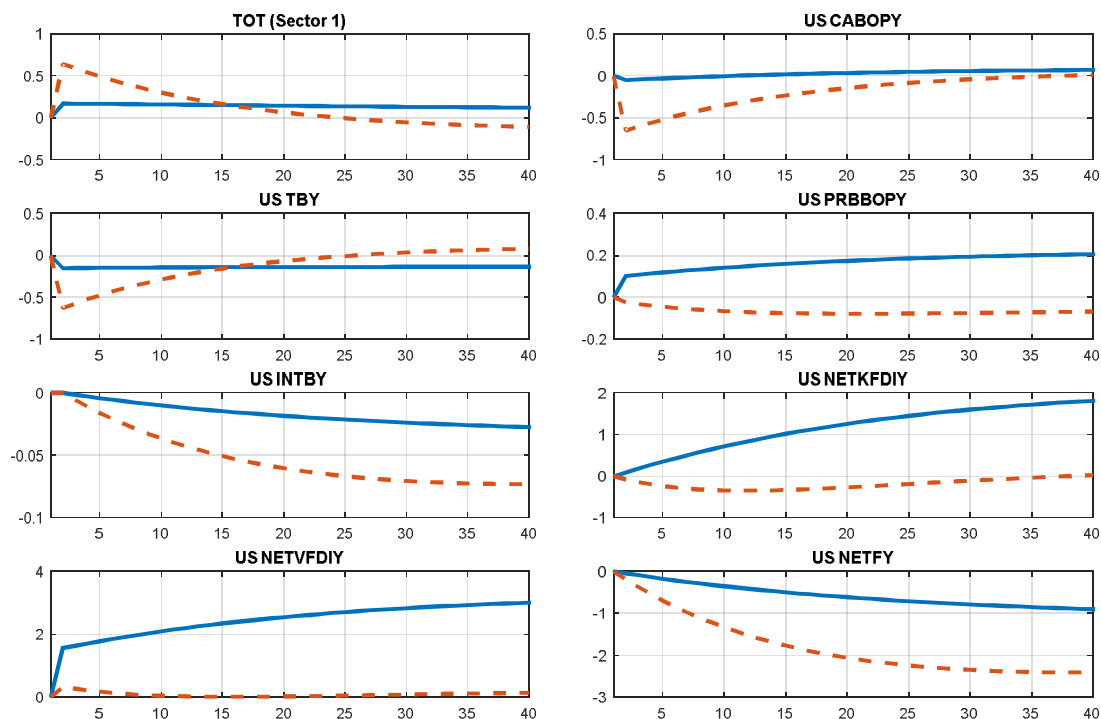 TOT (Sector 1)
1
0.5
0
-0.5
5 10 15 20 25 30 35 40
US CABOPY
0.5
0
-0.5
-1
5 10 15 20 25 30 35 40
US TBY
0.5
0
-0.5
-1
5 10 15 20 25 30 35 40
US PRBBOPY
0.4
0.2
0
-0.2
5 10 15 20 25 30 35 40
US INTBY
0
-0.05
-0.1
5 10 15 20 25 30 35 40
US NETKFDIY
2
1
0
-1
5 10 15 20 25 30 35 40
US NETVFDIY
4
2
0
5 10 15 20 25 30 35 40
US NETFY
0
-1
-2
-3
5 10 15 20 25 30 35 40